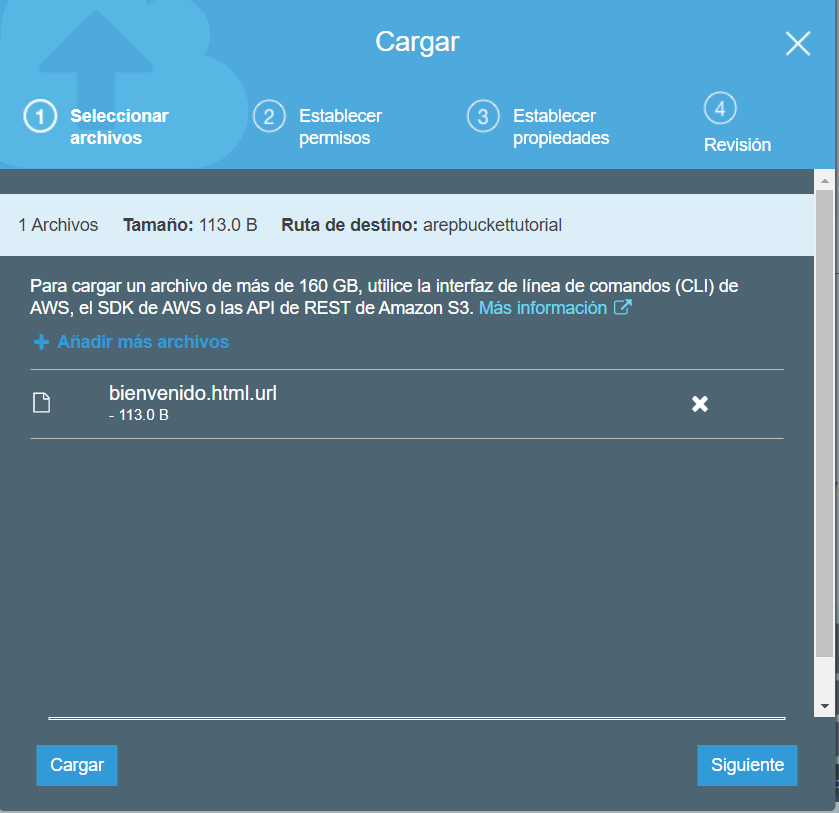 Cargar
1 Seleccionar
archivos
2 Establecer
permisos
3 Establecer
propiedades
4
Revisión
1 Archivos Tamaño: 113.0 B Ruta de destino: arepbuckettutorial
Para cargar un archivo de más de 160 GB, utilice la interfaz de línea de comandos (CLI) de
AWS, el SDK de AWS o las API de REST de Amazon S3. Más información
+ Añadir más archivos
bienvenido.html.url
- 113.0 B
Cargar Siguiente